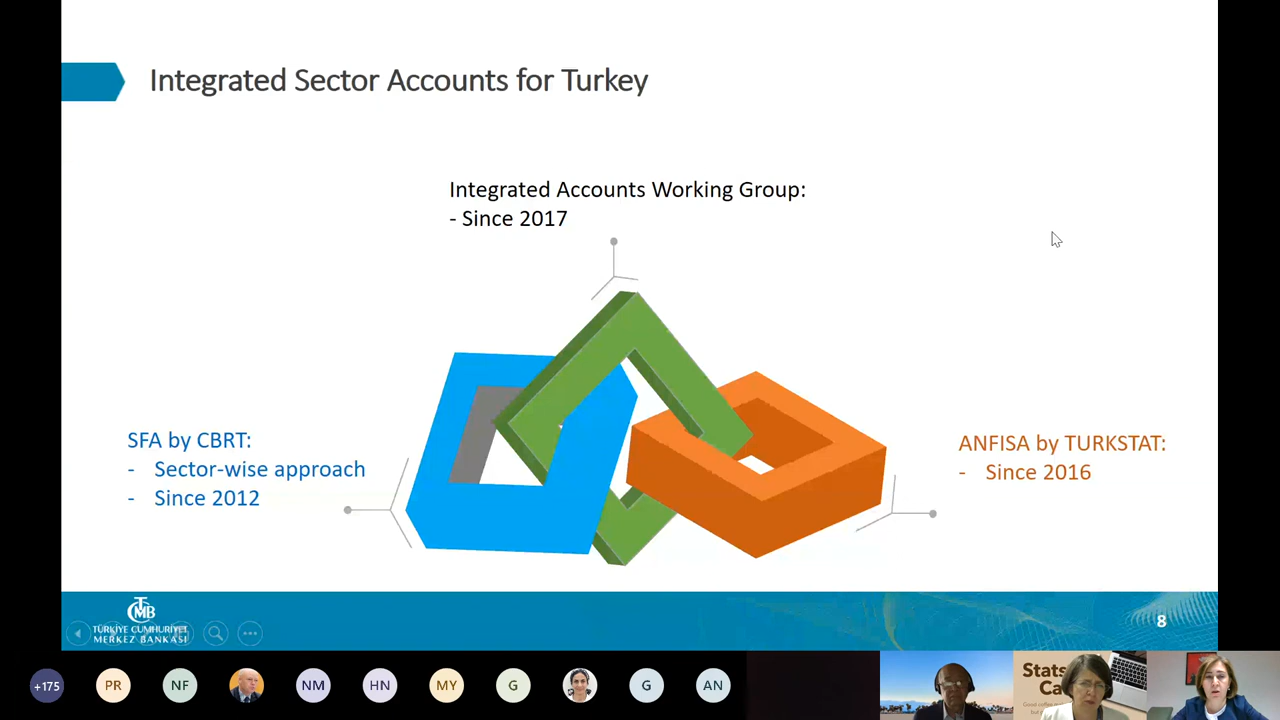 Integrated Sector Accounts for Turkey
Integrated Accounts Working Group:
- Since 2017
SFA by CBRT:
- Sector-wise approach
- Since 2012
ANFISA by TURKSTAT:
- Since 2016
TÜRKİYE CUMHURİYET
MERKEZ BANKASI
8
+175
PR
NF
NM
HN
MY
G
G
AN
Stats
Ca